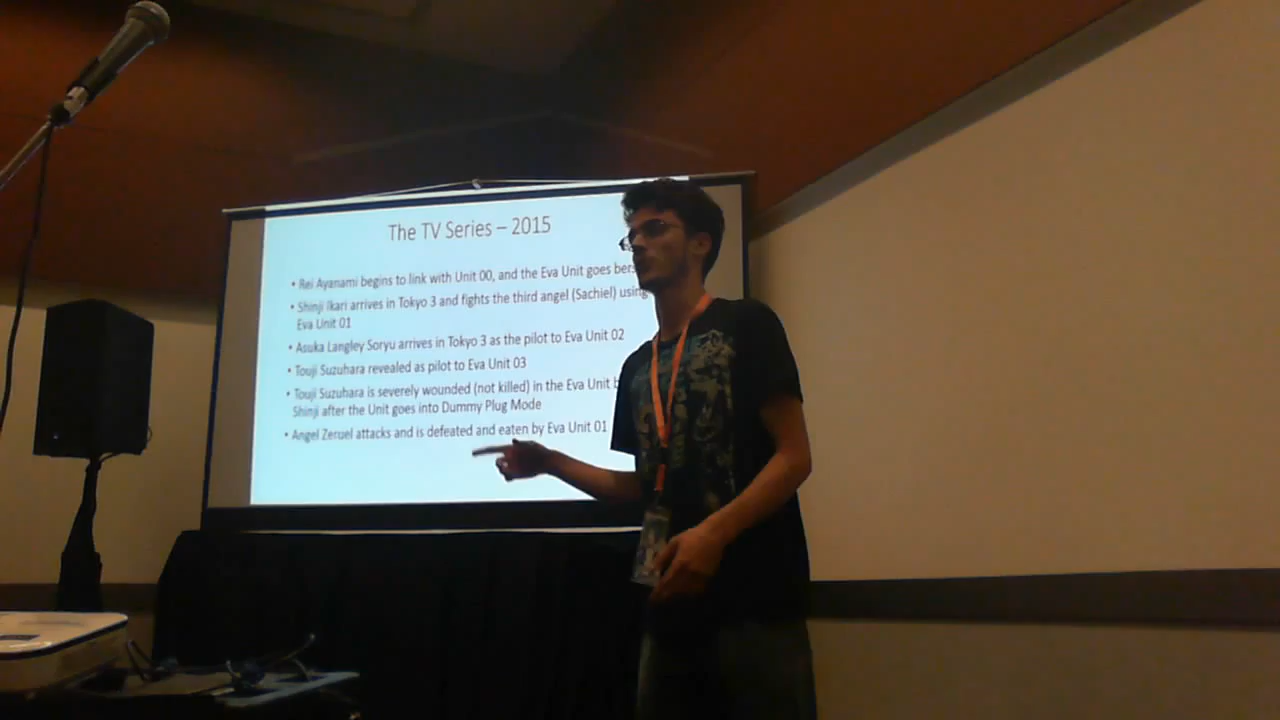 The TV Series – 2015
• Rei Ayanami begins to link with Unit 00, and the Eva Unit goes
• Shinji Ikari arrives in Tokyo 3 and fights the third angel (Sachiel) using
Eva Unit 01
• Asuka Langley Soryu arrives in Tokyo 3 as the pilot to Eva Unit 02
• Touji Suzuhara revealed as pilot to Eva Unit 03
• Touji Suzuhara is severely wounded (not killed) in the Eva Unit
Shinji after the Unit goes into Dummy Plug Mode
• Angel Zeruel attacks and is defeated and eaten by Eva Unit 01